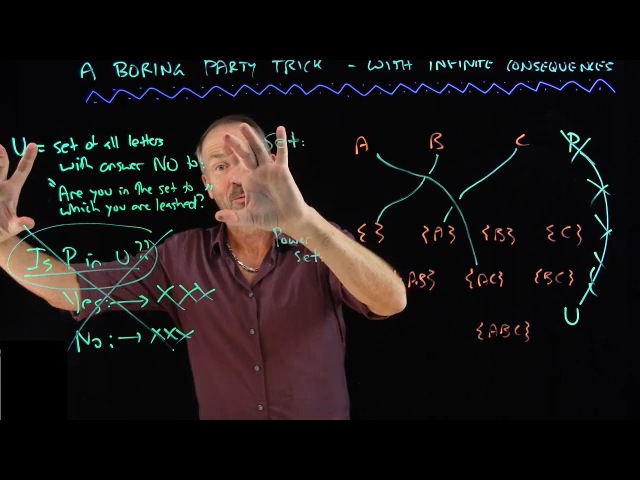 A BORING PARTY TRICK - WITH INFINITE CONSEQUENCES
U = set of all letters
with answer NO to:
"Are you in the set to
which you are leashed?"
Is P in U??
Yes: → XXX
No: → XXX
Set:
A B C P
{ } {A} {B} {C}
Power
Set:
{AB} {AC} {BC}
{ABC}
U